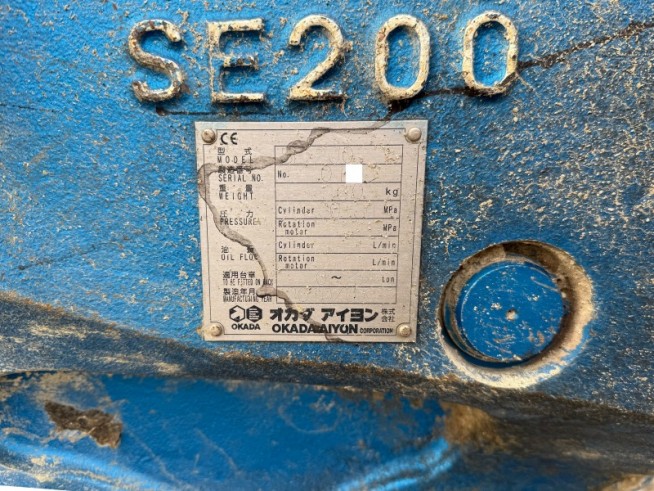 SE200
CE
型式
MODEL
製造番号 No.
SERIAL NO.
重量 kg
WEIGHT
圧力 Cylinder MPa
PRESSURES Rotation motor MPa
油量 Cylinder L/min
OIL FLOW Rotation motor L/min
適用台車 ~ ton
TO BE FITTED ON MACH
製造年月
MANUFACTURING YEAR
オカダ アイヨン 株式会社
OKADA OKADA AIYON CORPORATION